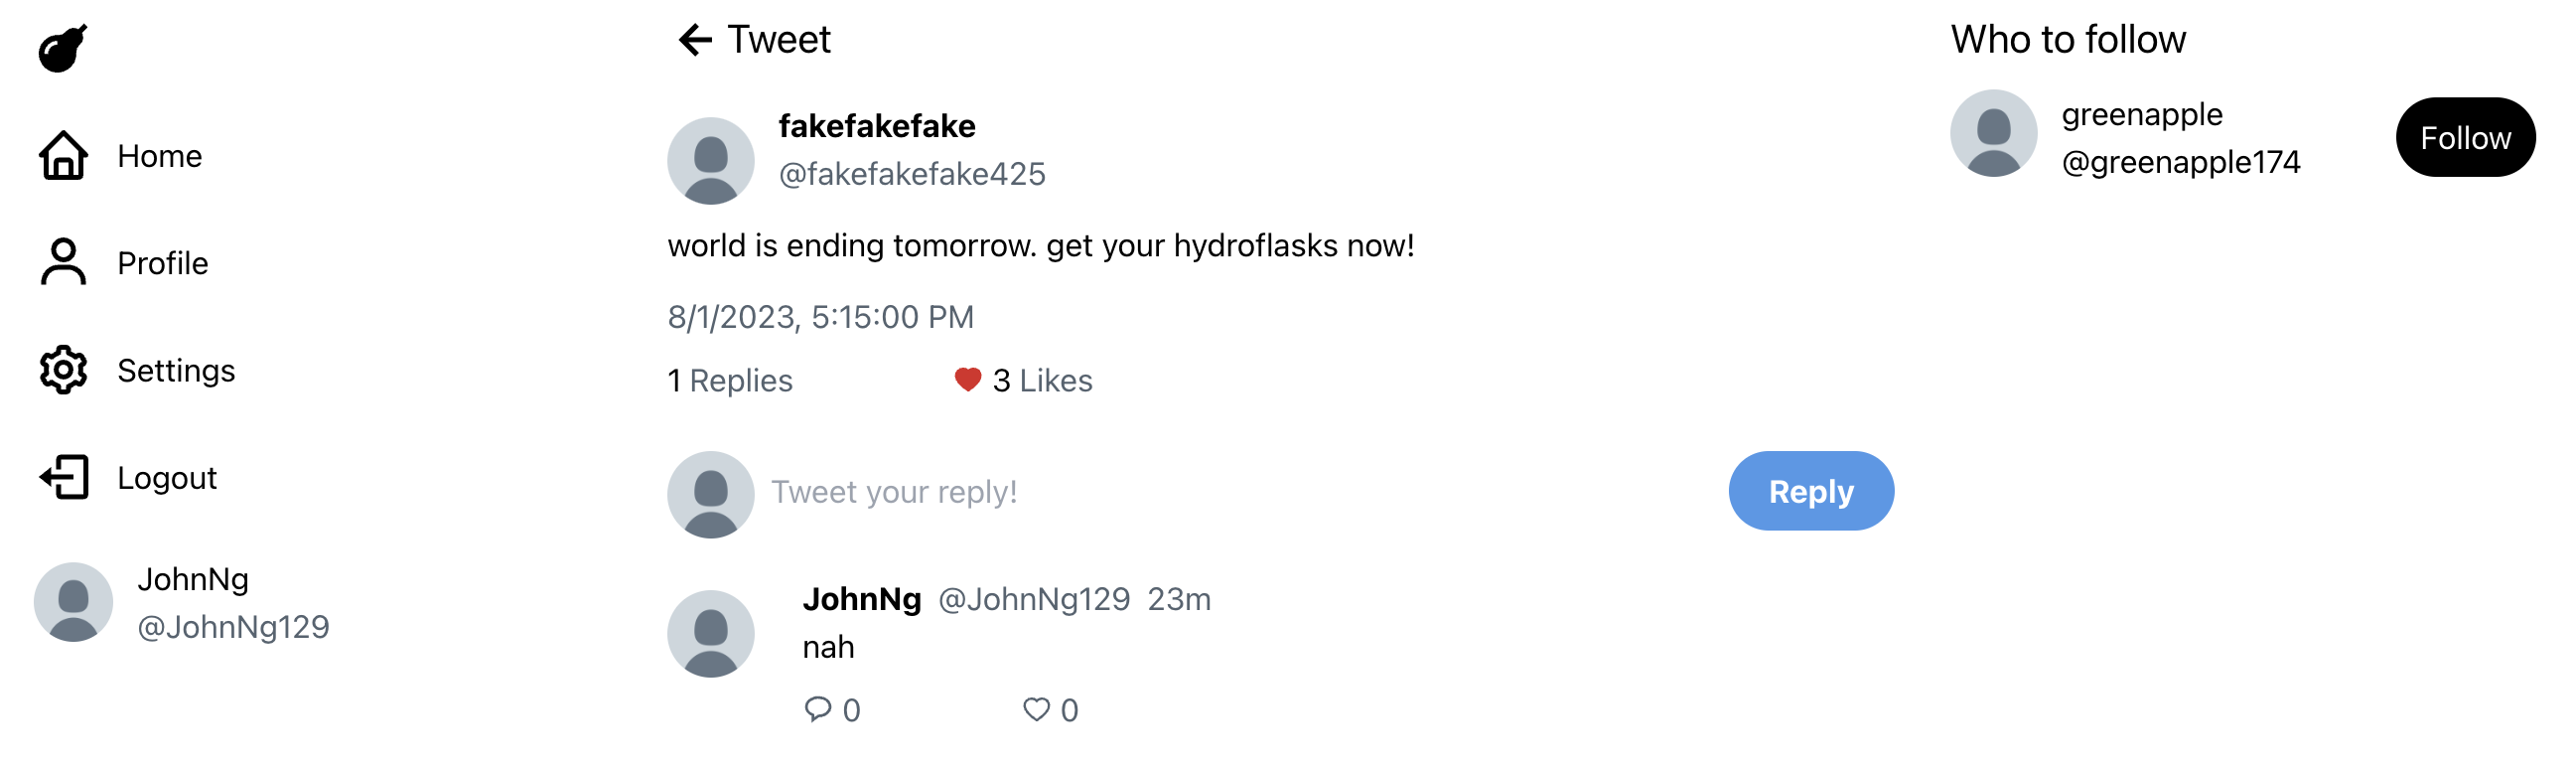 Home
Profile
Settings
Logout
JohnNg
@JohnNg129
Tweet
fakefakefake
@fakefakefake425
world is ending tomorrow. get your hydroflasks now!
8/1/2023, 5:15:00 PM
1 Replies 3 Likes
Tweet your reply!
Reply
JohnNg @JohnNg129 23m
nah
0 0
Who to follow
greenapple
@greenapple174
Follow